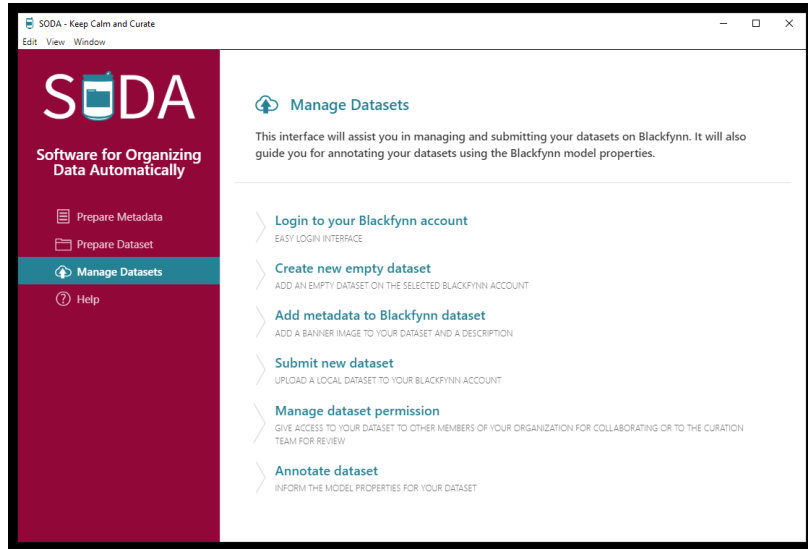 SODA - Keep Calm and Curate
Edit View Window
SODA
Software for Organizing
Data Automatically
Prepare Metadata
Prepare Dataset
Manage Datasets
Help
Manage Datasets
This interface will assist you in managing and submitting your datasets on Blackfynn. It will also
guide you for annotating your datasets using the Blackfynn model properties.
Login to your Blackfynn account
EASY LOGIN INTERFACE
Create new empty dataset
ADD AN EMPTY DATASET ON THE SELECTED BLACKFYNN ACCOUNT
Add metadata to Blackfynn dataset
ADD A BANNER IMAGE TO YOUR DATASET AND A DESCRIPTION
Submit new dataset
UPLOAD A LOCAL DATASET TO YOUR BLACKFYNN ACCOUNT
Manage dataset permission
GIVE ACCESS TO YOUR DATASET TO OTHER MEMBERS OF YOUR ORGANIZATION FOR COLLABORATING OR TO THE CURATION
TEAM FOR REVIEW
Annotate dataset
INFORM THE MODEL PROPERTIES FOR YOUR DATASET